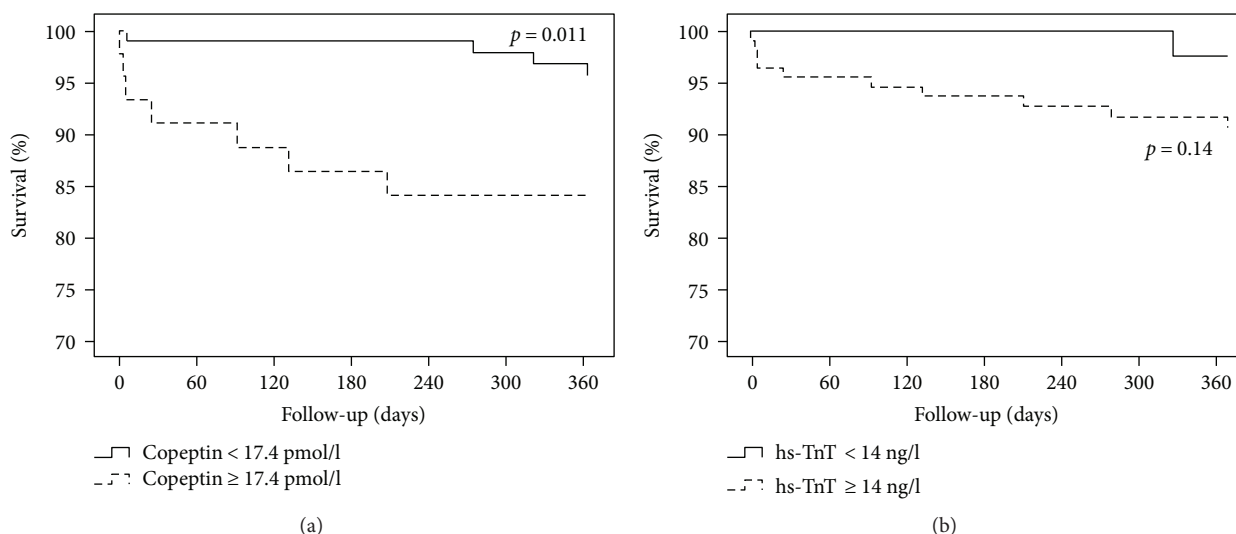 100
95
90
85
80
75
70
Survival (%)
p = 0.011
0 60 120 180 240 300 360
Follow-up (days)
Copeptin < 17.4 pmol/l
Copeptin ≥ 17.4 pmol/l
(a)
100
95
90
85
80
75
70
Survival (%)
p = 0.14
0 60 120 180 240 300 360
Follow-up (days)
hs-TnT < 14 ng/l
hs-TnT ≥ 14 ng/l
(b)